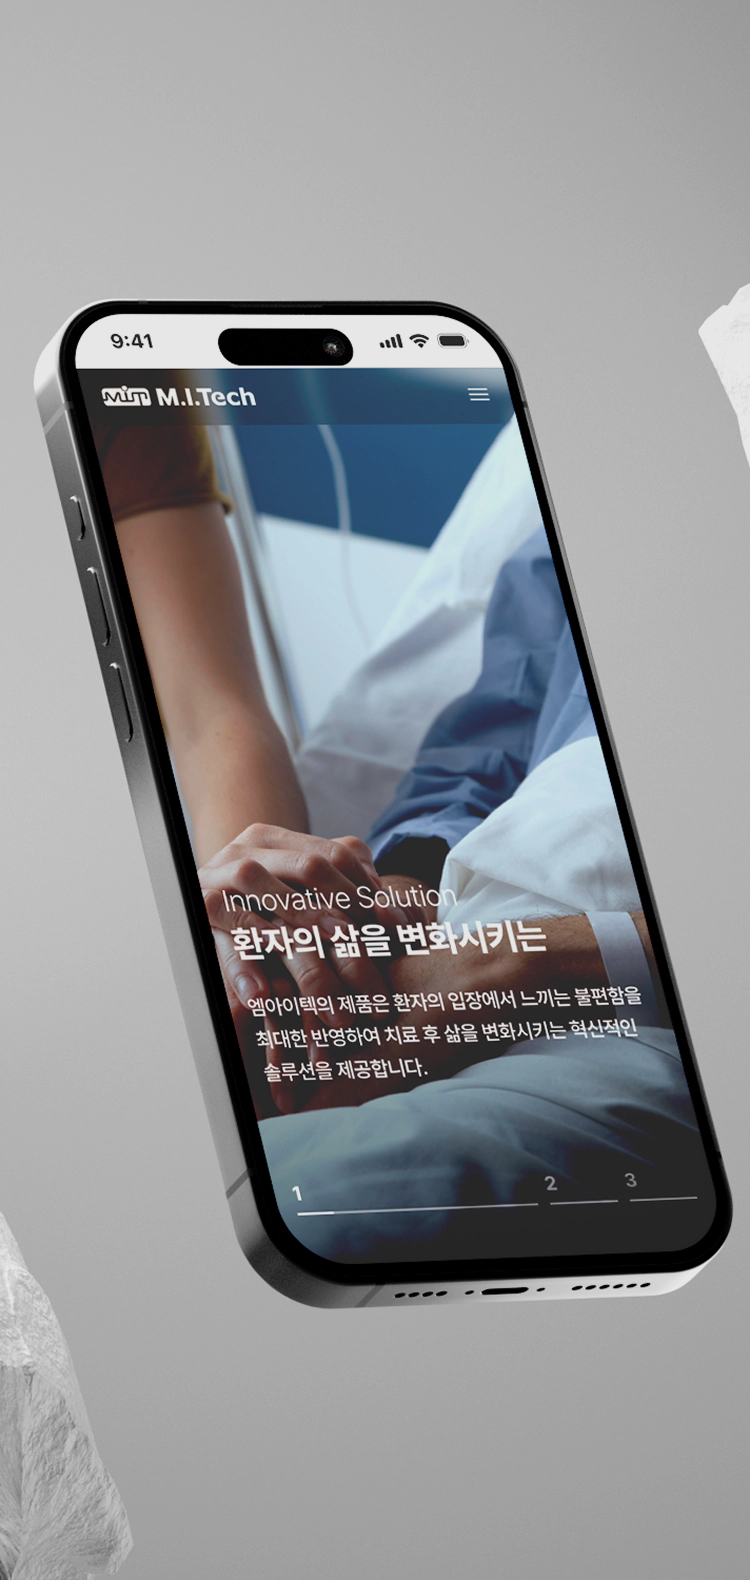 9:41
M.I.Tech
Innovative Solution
환자의 삶을 변화시키는
엠아이텍의 제품은 환자의 입장에서 느끼는 불편함을
최대한 반영하여 치료 후 삶을 변화시키는 혁신적인
솔루션을 제공합니다.
1 2 3